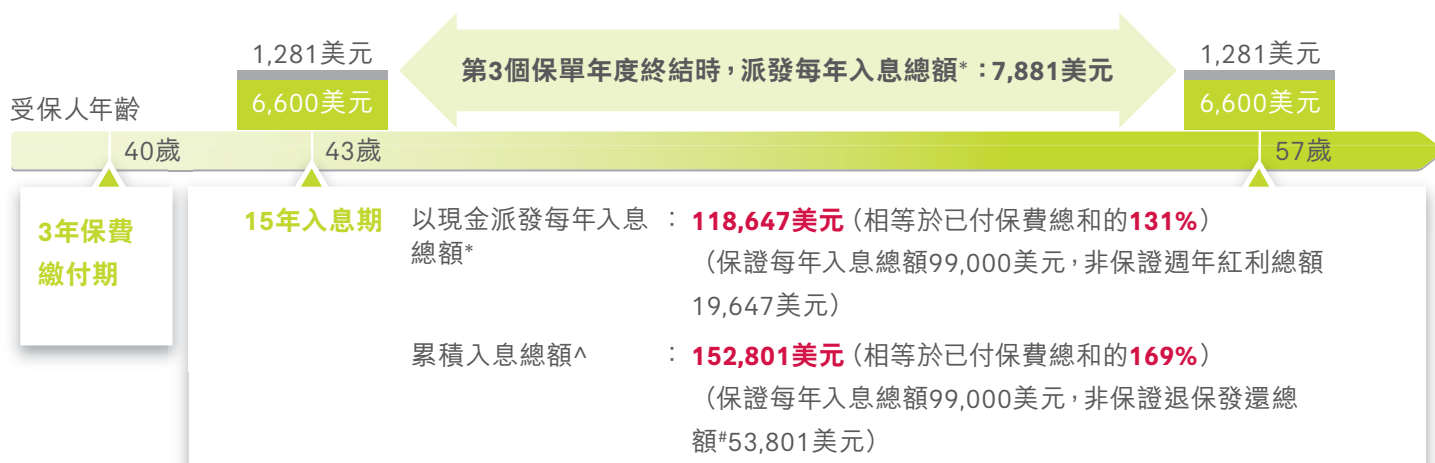 1,281美元
6,600美元
第3個保單年度終結時，派發每年入息總額*：7,881美元
1,281美元
6,600美元
受保人年齡
40歲
43歲
57歲
3年保費
繳付期
15年入息期
以現金派發每年入息
總額*
：118,647美元（相等於已付保費總和的131%）
（保證每年入息總額99,000美元，非保證週年紅利總額
19,647美元）
累積入息總額^
：152,801美元（相等於已付保費總和的169%）
（保證每年入息總額99,000美元，非保證退保發還總
額#53,801美元）